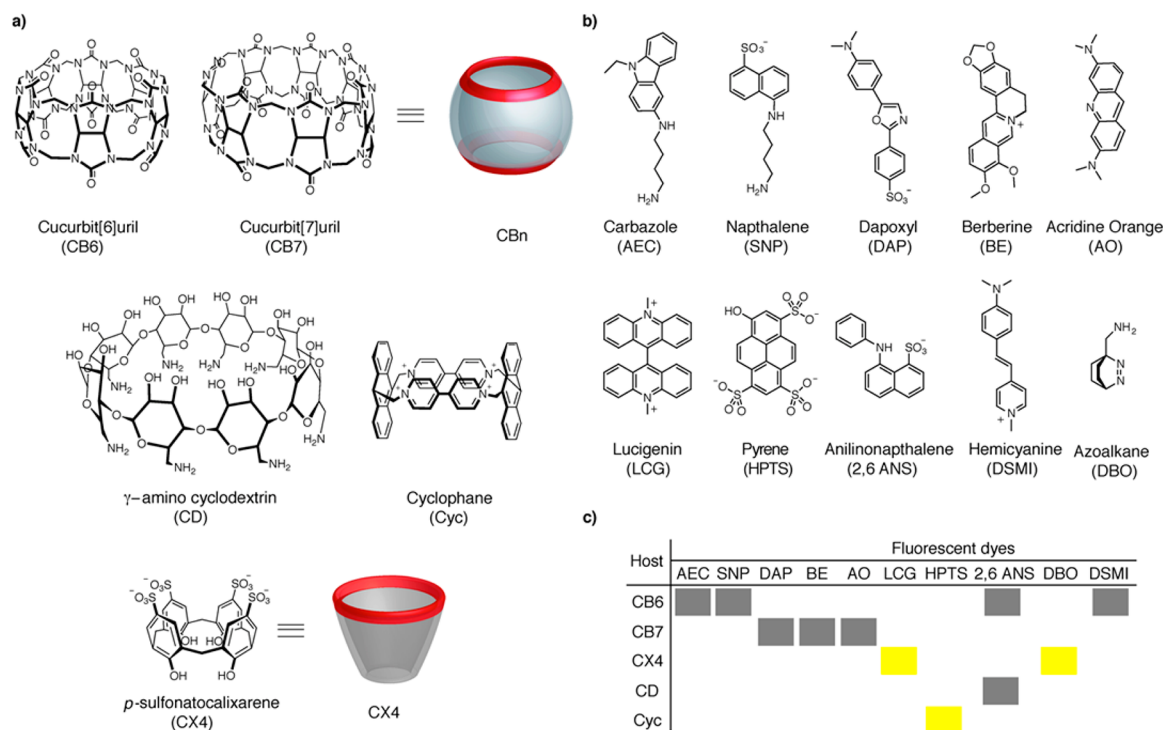 a)
Cucurbit[6]uril
(CB6)
Cucurbit[7]uril
(CB7)
CBn
γ–amino cyclodextrin
(CD)
Cyclophane
(Cyc)
p-sulfonatocalixarene
(CX4)
CX4
b)
Carbazole
(AEC)
Napthalene
(SNP)
Dapoxyl
(DAP)
Berberine
(BE)
Acridine Orange
(AO)
Lucigenin
(LCG)
Pyrene
(HPTS)
Anilinonapthalene
(2,6 ANS)
Hemicyanine
(DSMI)
Azoalkane
(DBO)
c)
Host
Fluorescent dyes
AEC SNP DAP BE AO LCG HPTS 2,6 ANS DBO DSMI
CB6
CB7
CX4
CD
Cyc